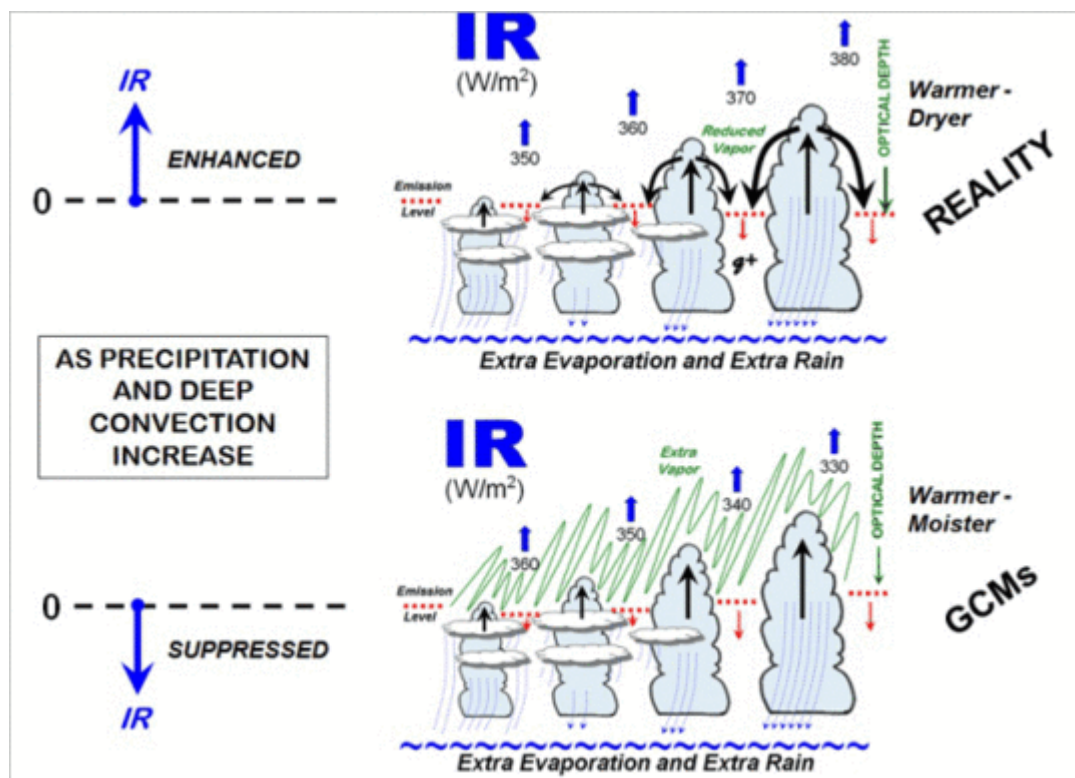 IR
(W/m²)
350
360
370
380
Reduced
Vapor
OPTICAL DEPTH
Warmer -
Dryer
REALITY
IR
ENHANCED
0
Emission
Level
g+
Extra Evaporation and Extra Rain
AS PRECIPITATION
AND DEEP
CONVECTION
INCREASE
IR
(W/m²)
360
350
340
330
Extra
Vapor
OPTICAL DEPTH
Warmer -
Moister
GCMs
0
SUPPRESSED
IR
Emission
Level
Extra Evaporation and Extra Rain